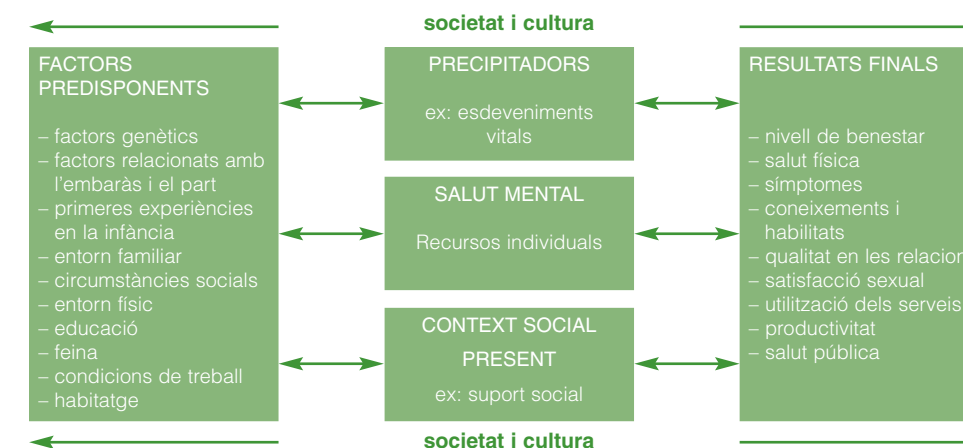 societat i cultura
FACTORS
PREDISPONENTS
– factors genètics
– factors relacionats amb
l'embaràs i el part
– primeres experiències
en la infància
– entorn familiar
– circumstàncies socials
– entorn físic
– educació
– feina
– condicions de treball
– habitatge
PRECIPITADORS
ex: esdeveniments
vitals
SALUT MENTAL
Recursos individuals
CONTEXT SOCIAL
PRESENT
ex: suport social
RESULTATS FINALS
– nivell de benestar
– salut física
– símptomes
– coneixements i
habilitats
– qualitat en les
– satisfacció sexual
– utilització dels serveis
– productivitat
– salut pública
societat i cultura